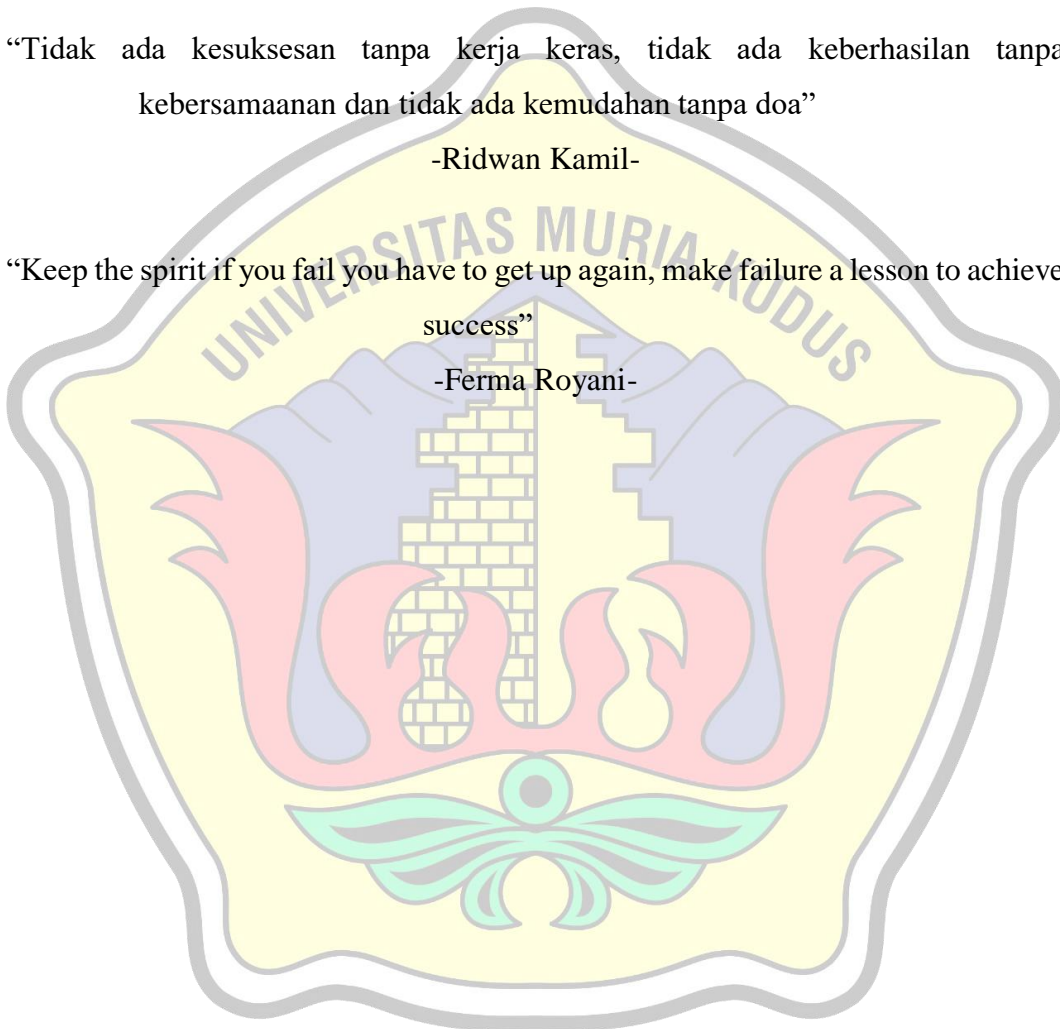 “Tidak ada kesuksesan tanpa kerja keras, tidak ada keberhasilan tanpa
kebersamaanan dan tidak ada kemudahan tanpa doa”
-Ridwan Kamil-
UNIVERSITAS MURIA KUDUS
“Keep the spirit if you fail you have to get up again, make failure a lesson to achieve
success”
-Ferma Royani-